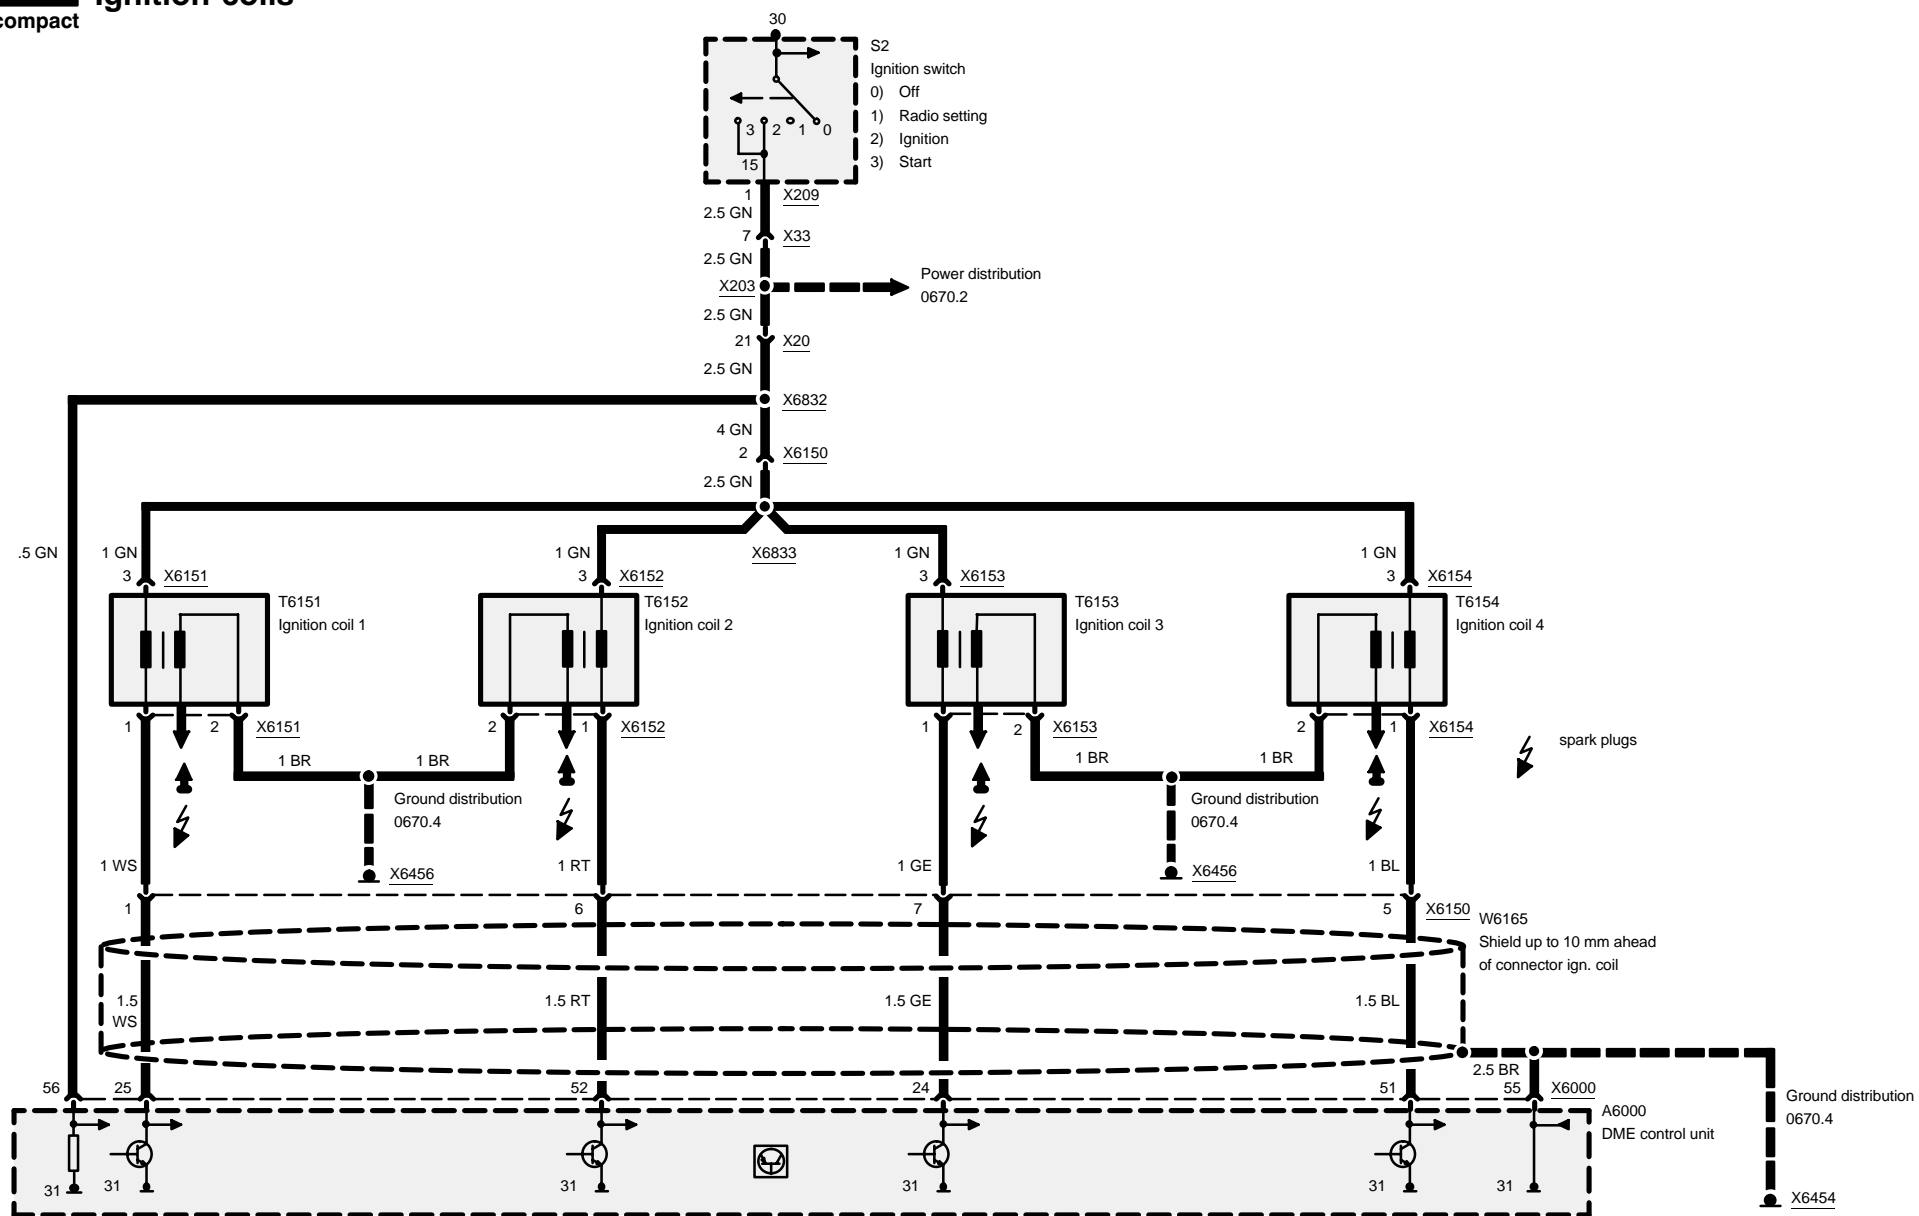 Ignition coils
compact
30
S2
Ignition switch
0) Off
1) Radio setting
2) Ignition
3) Start
3 2 1 0
15
1 X209
2.5 GN
7 X33
2.5 GN
X203
Power distribution
0670.2
2.5 GN
21 X20
2.5 GN
X6832
4 GN
2 X6150
2.5 GN
X6833
.5 GN
1 GN
1 GN
1 GN
1 GN
3 X6151
3 X6152
3 X6153
3 X6154
T6151
Ignition coil 1
T6152
Ignition coil 2
T6153
Ignition coil 3
T6154
Ignition coil 4
1 2 X6151
2 1 X6152
1 2 X6153
2 1 X6154
spark plugs
1 BR
1 BR
1 BR
1 BR
Ground distribution
0670.4
Ground distribution
0670.4
1 WS
X6456
1 RT
1 GE
X6456
1 BL
1
6
7
5 X6150
W6165
Shield up to 10 mm ahead
of connector ign. coil
1.5
WS
1.5 RT
1.5 GE
1.5 BL
2.5 BR
56
25
52
24
51
55 X6000
Ground distribution
0670.4
A6000
DME control unit
31
31
31
31
31
31
X6454